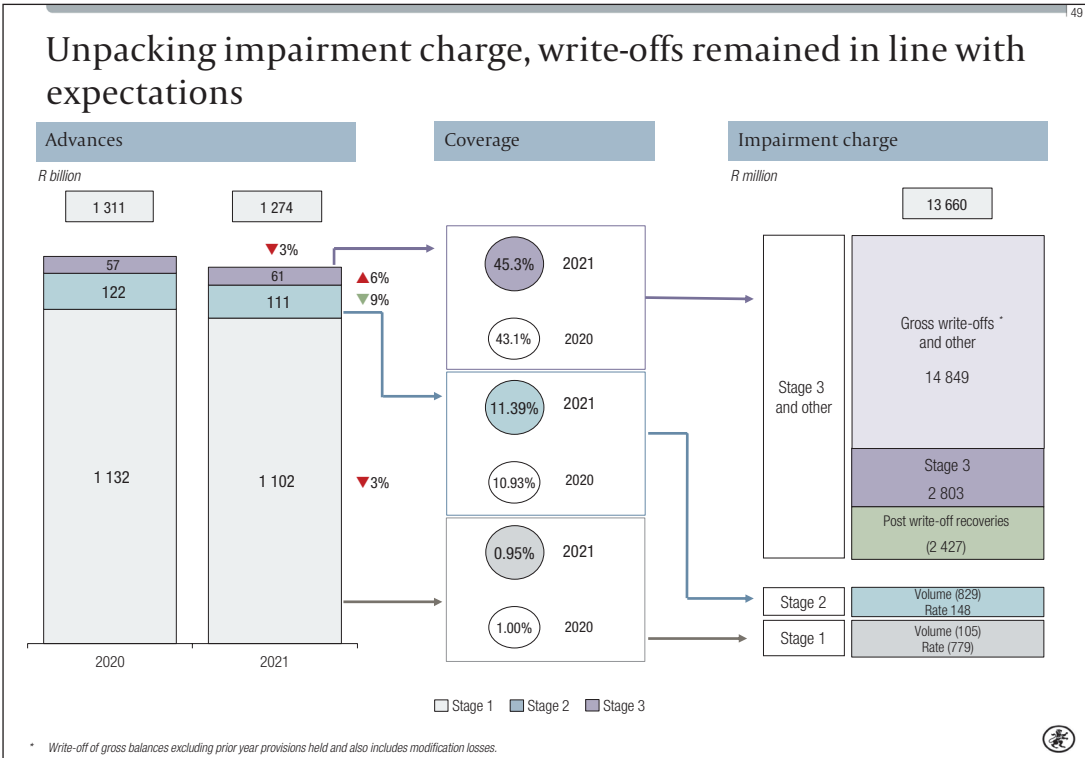 49
Unpacking impairment charge, write-offs remained in line with
expectations
Advances
R billion
1 311
1 274
▼3%
57
122
1 132
61
111
1 102
▲6%
▼9%
▼3%
2020
2021
Coverage
45.3% 2021
43.1% 2020
11.39% 2021
10.93% 2020
0.95% 2021
1.00% 2020
Impairment charge
R million
13 660
Stage 3
and other
Gross write-offs *
and other
14 849
Stage 3
2 803
Post write-off recoveries
(2 427)
Stage 2
Volume (829)
Rate 148
Stage 1
Volume (105)
Rate (779)
Stage 1 Stage 2 Stage 3
* Write-off of gross balances excluding prior year provisions held and also includes modification losses.